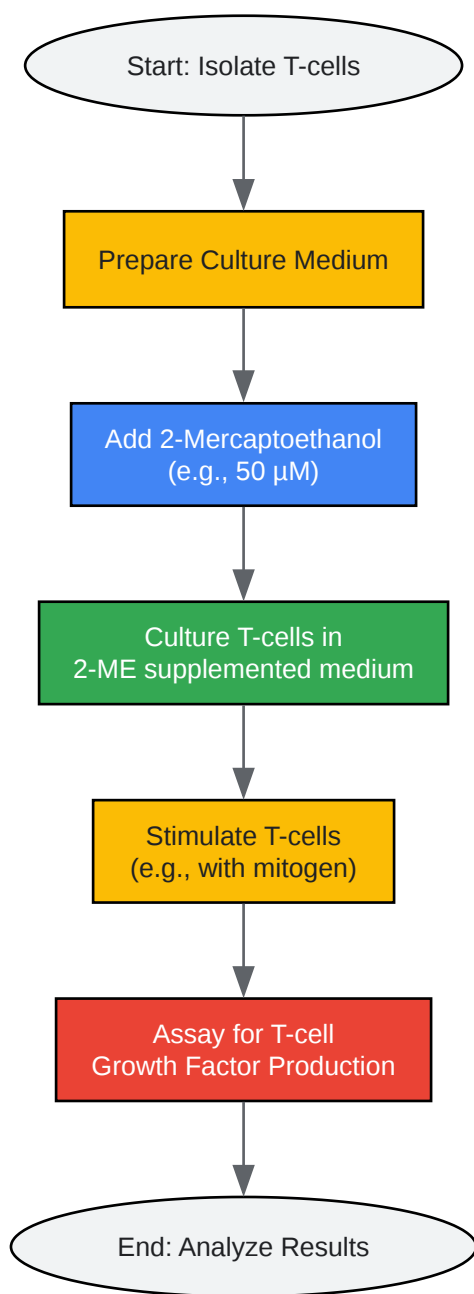 Start: Isolate T-cells
Prepare Culture Medium
Add 2-Mercaptoethanol
(e.g., 50 µM)
Culture T-cells in
2-ME supplemented medium
Stimulate T-cells
(e.g., with mitogen)
Assay for T-cell
Growth Factor Production
End: Analyze Results